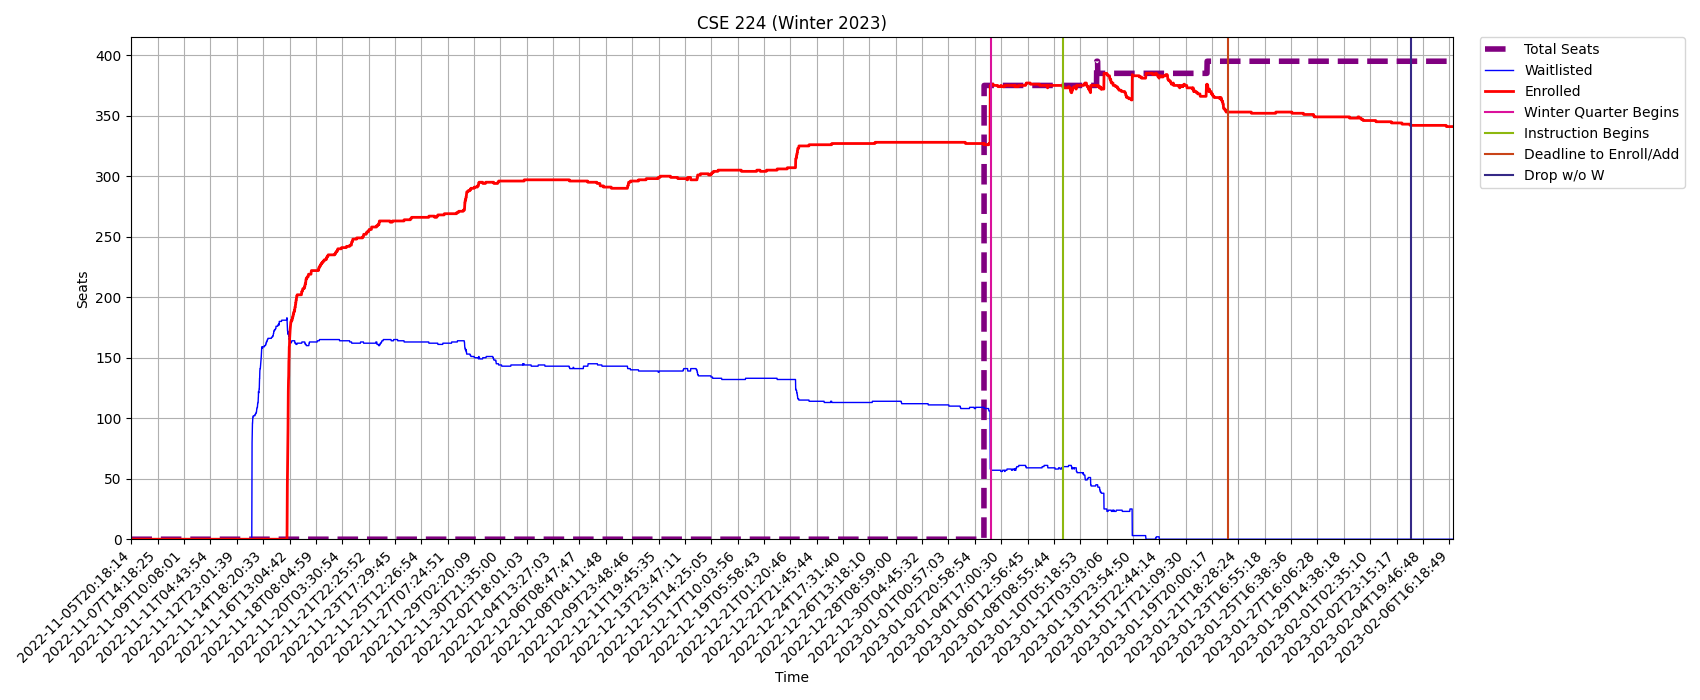 CSE 224 (Winter 2023)
Seats
400
350
300
250
200
150
100
50
0
Total Seats
Waitlisted
Enrolled
Winter Quarter Begins
Instruction Begins
Deadline to Enroll/Add
Drop w/o W
2022-11-05T20:18:14
2022-11-07T14:18:25
2022-11-09T10:08:01
2022-11-11T04:43:54
2022-11-12T23:01:39
2022-11-14T18:20:33
2022-11-16T13:04:42
2022-11-18T08:04:59
2022-11-20T03:30:54
2022-11-21T22:25:52
2022-11-23T17:29:45
2022-11-25T12:26:54
2022-11-27T07:24:51
2022-11-29T02:20:09
2022-11-30T21:35:00
2022-12-02T18:01:03
2022-12-04T13:27:03
2022-12-06T08:47:47
2022-12-08T04:11:48
2022-12-09T23:48:46
2022-12-11T19:45:35
2022-12-13T23:47:11
2022-12-15T14:25:05
2022-12-17T10:03:56
2022-12-19T05:58:43
2022-12-21T01:20:46
2022-12-22T21:45:44
2022-12-24T17:31:40
2022-12-26T13:18:10
2022-12-28T08:59:00
2022-12-30T04:45:32
2023-01-01T00:57:03
2023-01-02T20:58:54
2023-01-04T17:00:30
2023-01-06T12:56:45
2023-01-08T08:55:44
2023-01-10T05:18:53
2023-01-12T03:03:06
2023-01-13T23:54:50
2023-01-15T22:44:14
2023-01-17T21:09:30
2023-01-19T20:00:17
2023-01-21T18:28:24
2023-01-23T16:55:18
2023-01-25T16:38:36
2023-01-27T16:06:28
2023-01-29T14:38:18
2023-02-01T02:35:10
2023-02-02T23:15:17
2023-02-04T19:46:48
2023-02-06T16:18:49
Time